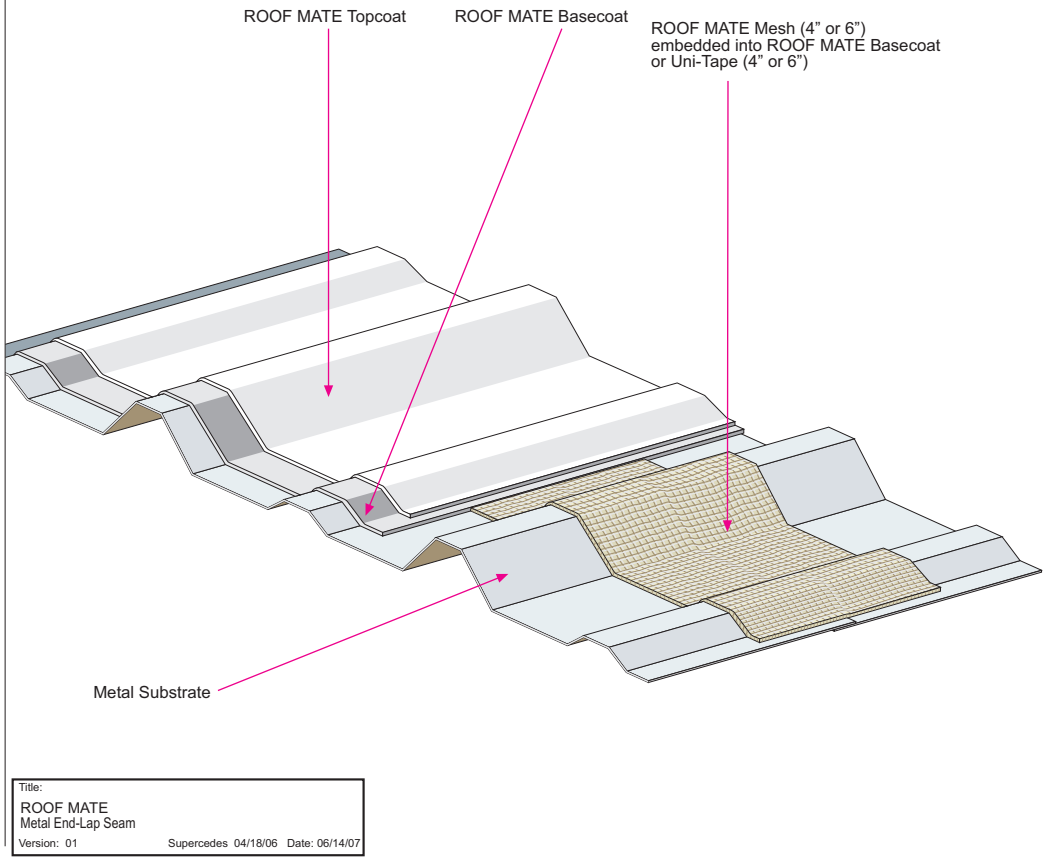 ROOF MATE Topcoat
ROOF MATE Basecoat
ROOF MATE Mesh (4” or 6”)
embedded into ROOF MATE Basecoat
or Uni-Tape (4” or 6”)
Metal Substrate
Title:
ROOF MATE
Metal End-Lap Seam
Version: 01 Supercedes 04/18/06 Date: 06/14/07